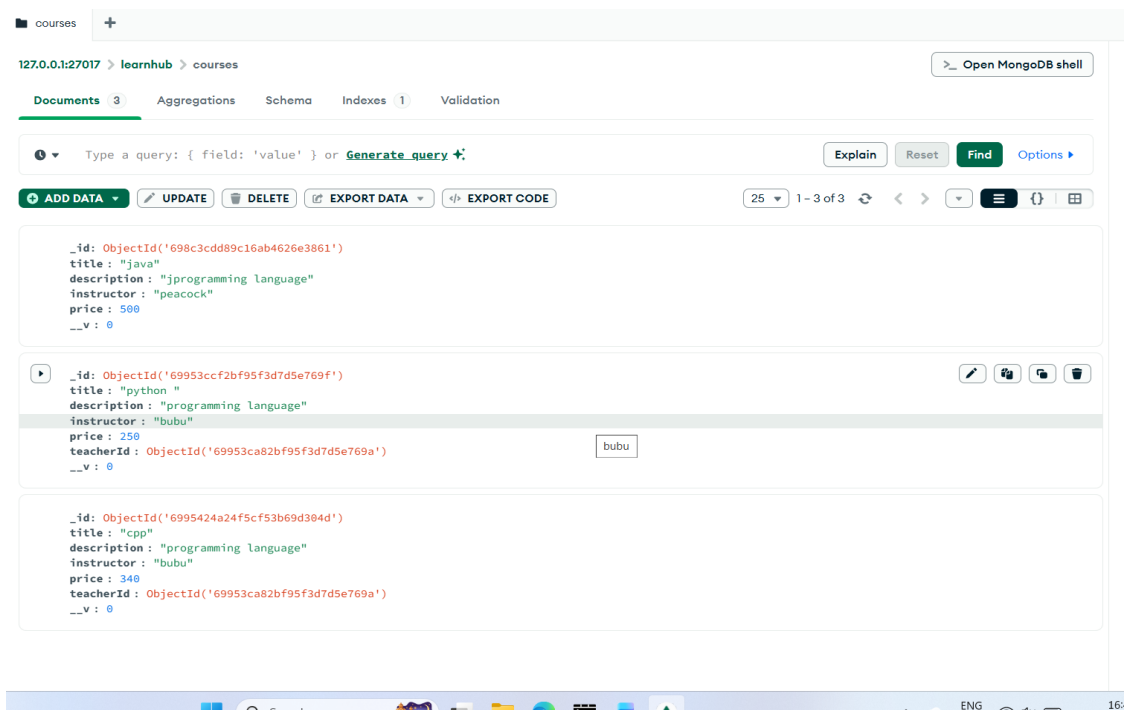 courses +
127.0.0.1:27017 > learnhub > courses
>_ Open MongoDB shell
Documents 3 Aggregations Schema Indexes 1 Validation
Type a query: { field: 'value' } or Generate query
Explain Reset Find Options
ADD DATA UPDATE DELETE EXPORT DATA </> EXPORT CODE
25 1 – 3 of 3 {}
_id: ObjectId('698c3cdd89c16ab4626e3861')
title : "java"
description : "jprogramming language"
instructor : "peacock"
price : 500
__v : 0
_id: ObjectId('69953ccf2bf95f3d7d5e769f')
title : "python "
description : "programming language"
instructor : "bubu"
price : 250
bubu
teacherId : ObjectId('69953ca82bf95f3d7d5e769a')
__v : 0
_id: ObjectId('6995424a24f5cf53b69d304d')
title : "cpp"
description : "programming language"
instructor : "bubu"
price : 340
teacherId : ObjectId('69953ca82bf95f3d7d5e769a')
__v : 0
ENG